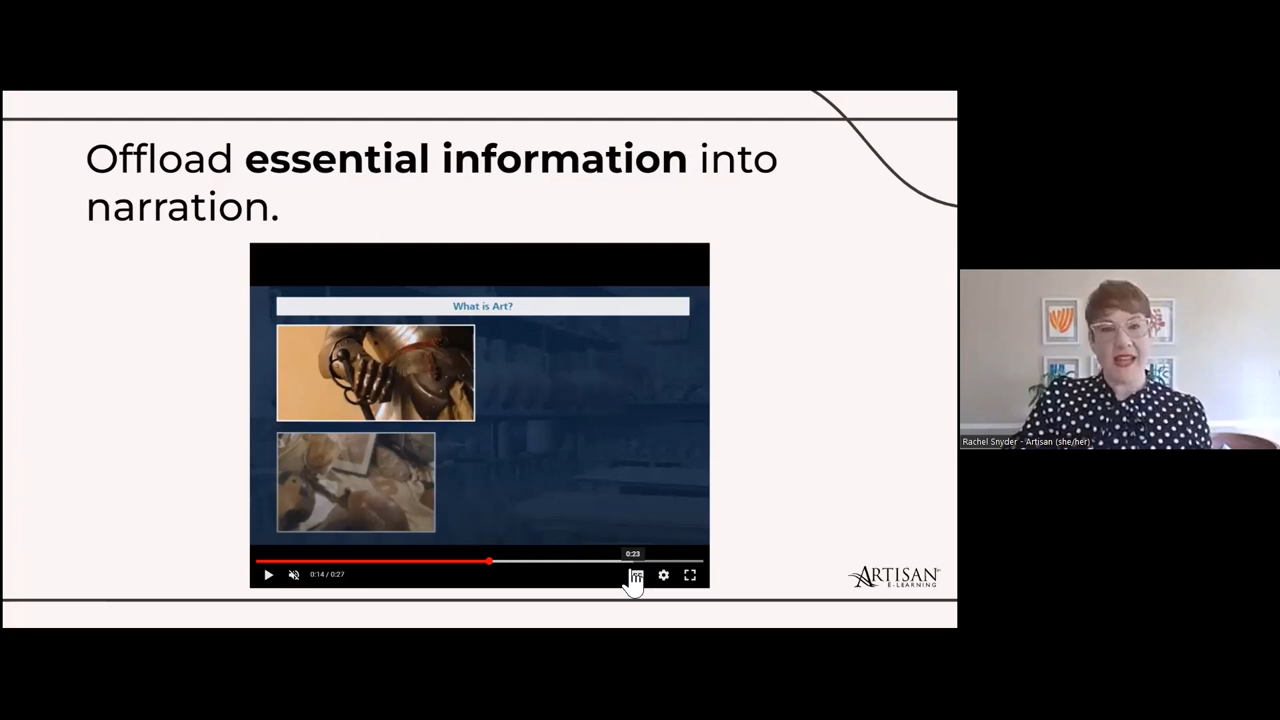 Offload essential information into
narration.
What is Art?
0:23
0:14 / 0:27
ARTISAN
E-LEARNING
Rachel Snyder - Artisan (she/her)